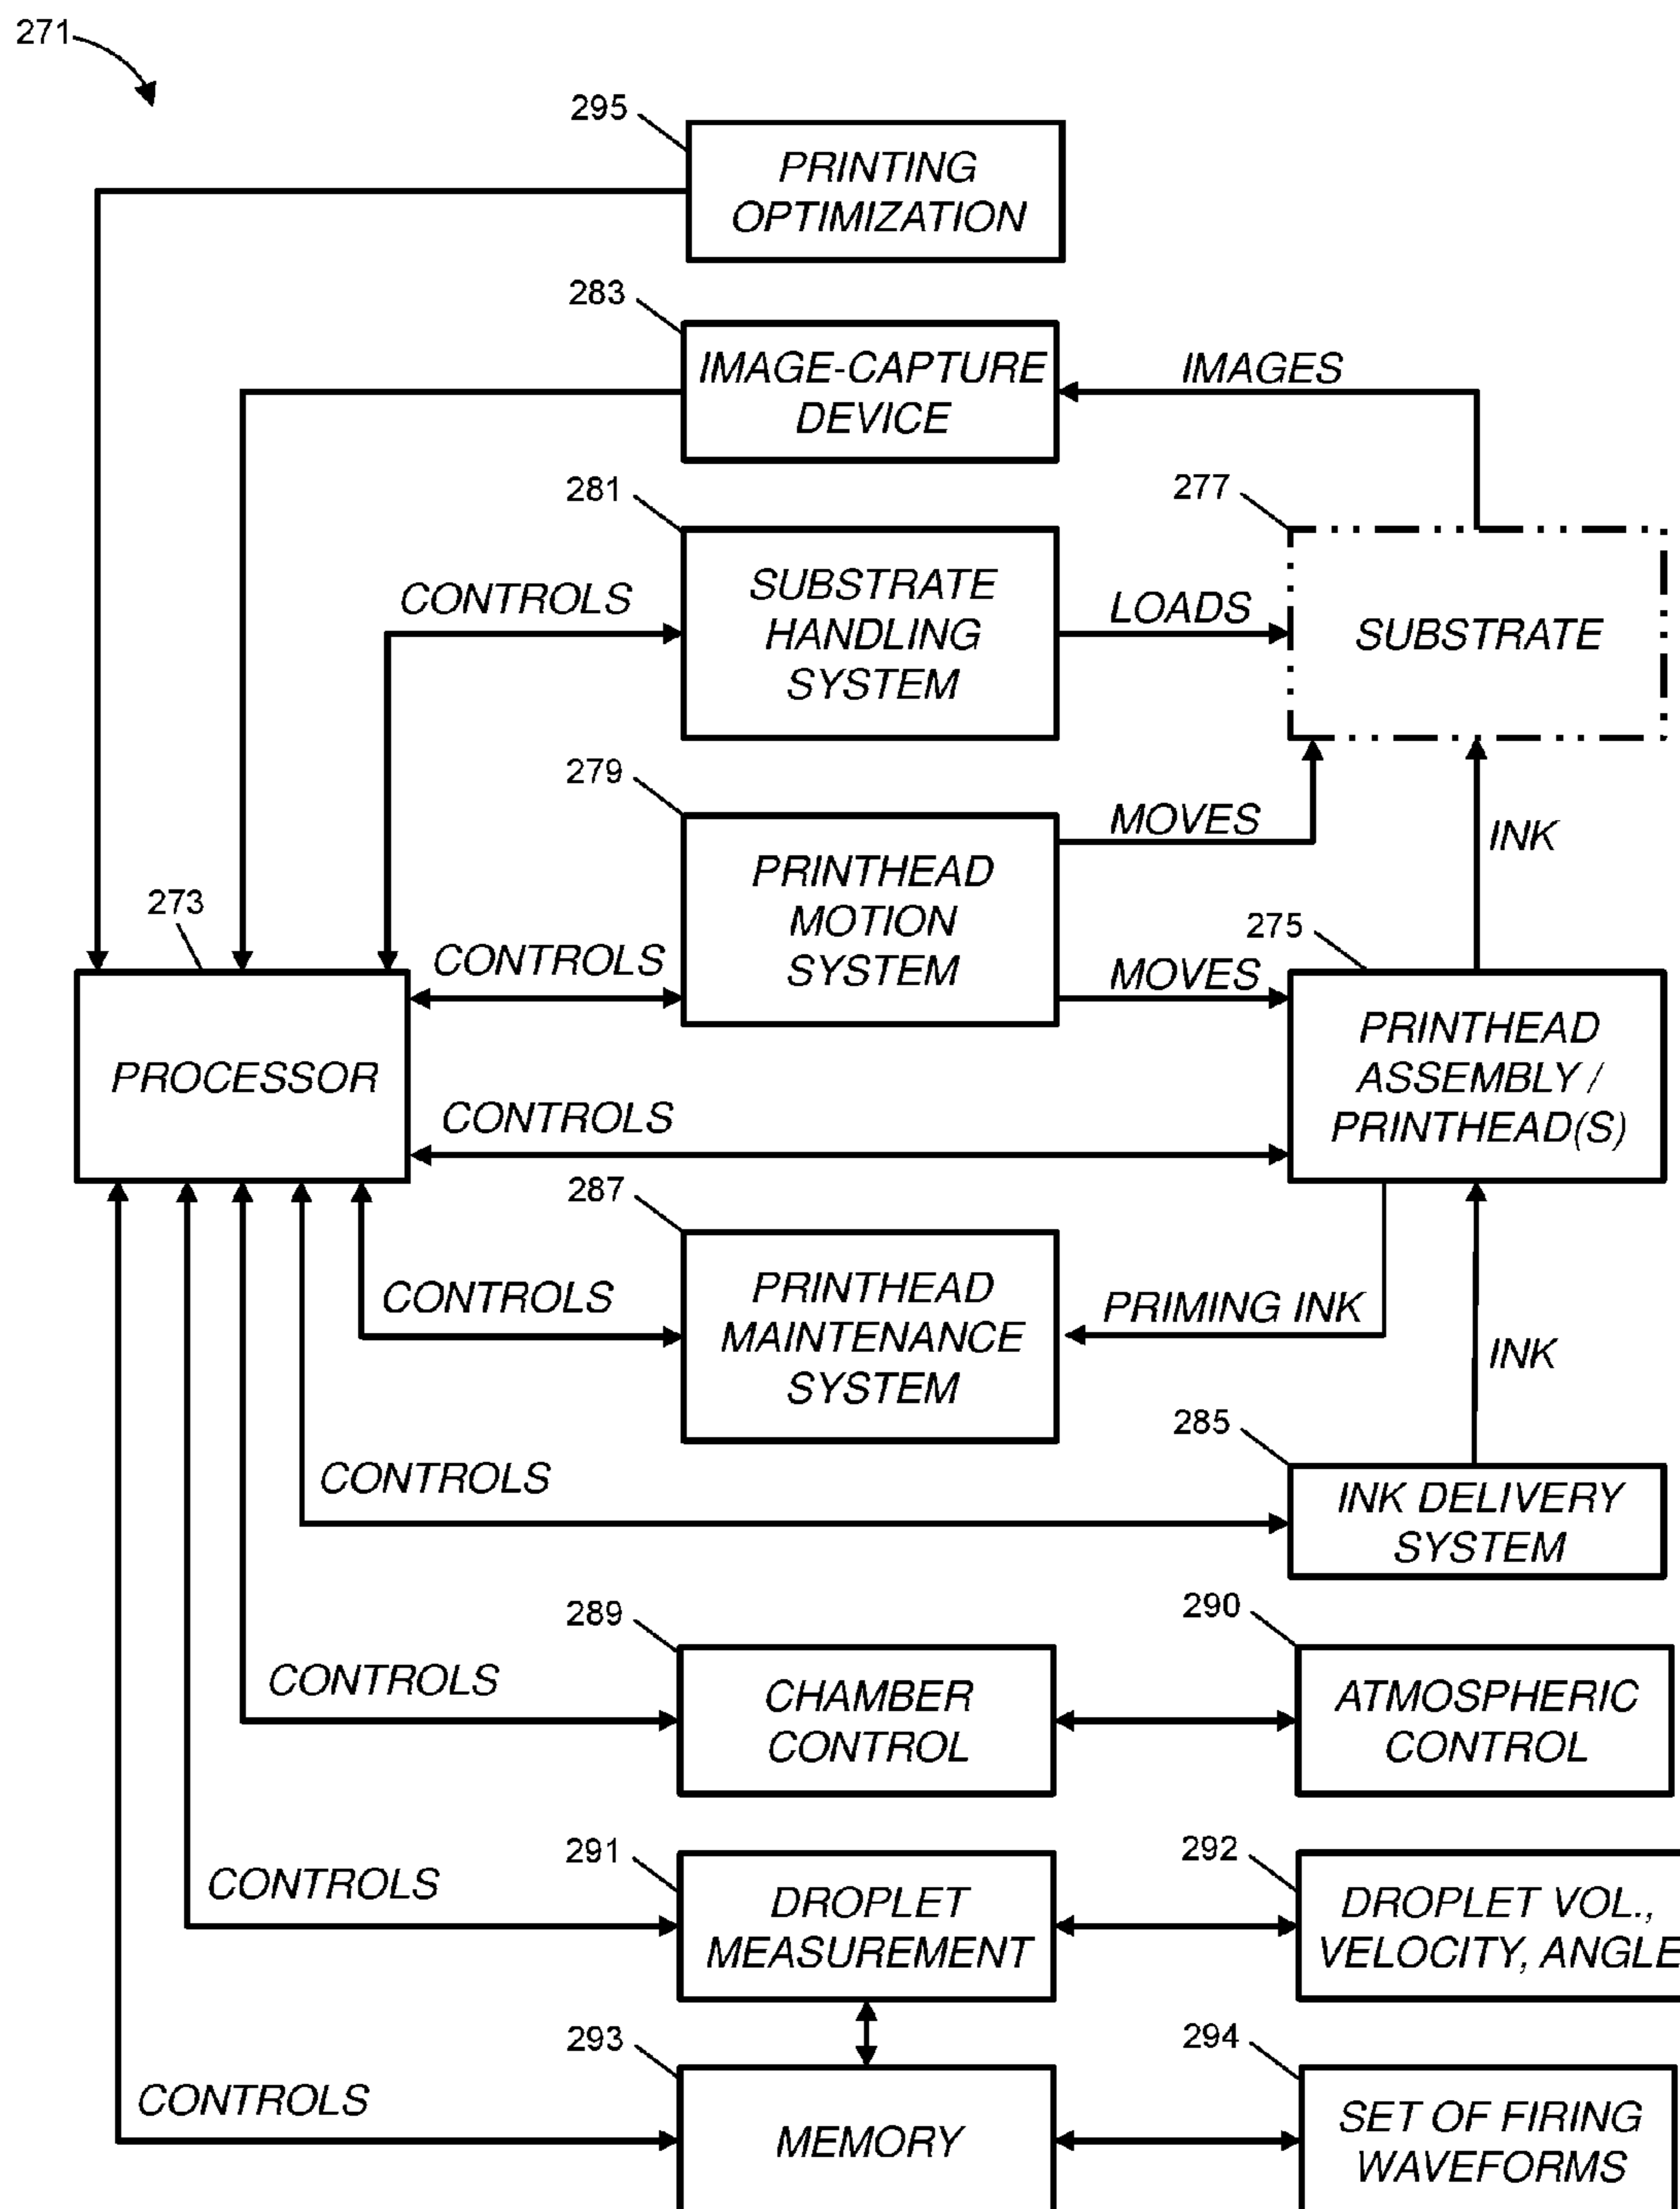 271
295
PRINTING
OPTIMIZATION
283
IMAGE-CAPTURE
DEVICE
IMAGES
281
277
CONTROLS
SUBSTRATE
HANDLING
SYSTEM
LOADS
SUBSTRATE
279
MOVES
INK
PRINTHEAD
MOTION
SYSTEM
273
275
CONTROLS
MOVES
PROCESSOR
PRINTHEAD
ASSEMBLY /
PRINTHEAD(S)
CONTROLS
287
CONTROLS
PRINTHEAD
MAINTENANCE
SYSTEM
PRIMING INK
INK
285
CONTROLS
INK DELIVERY
SYSTEM
289
290
CONTROLS
CHAMBER
CONTROL
ATMOSPHERIC
CONTROL
291
292
CONTROLS
DROPLET
MEASUREMENT
DROPLET VOL.,
VELOCITY, ANGLE
293
294
CONTROLS
MEMORY
SET OF FIRING
WAVEFORMS